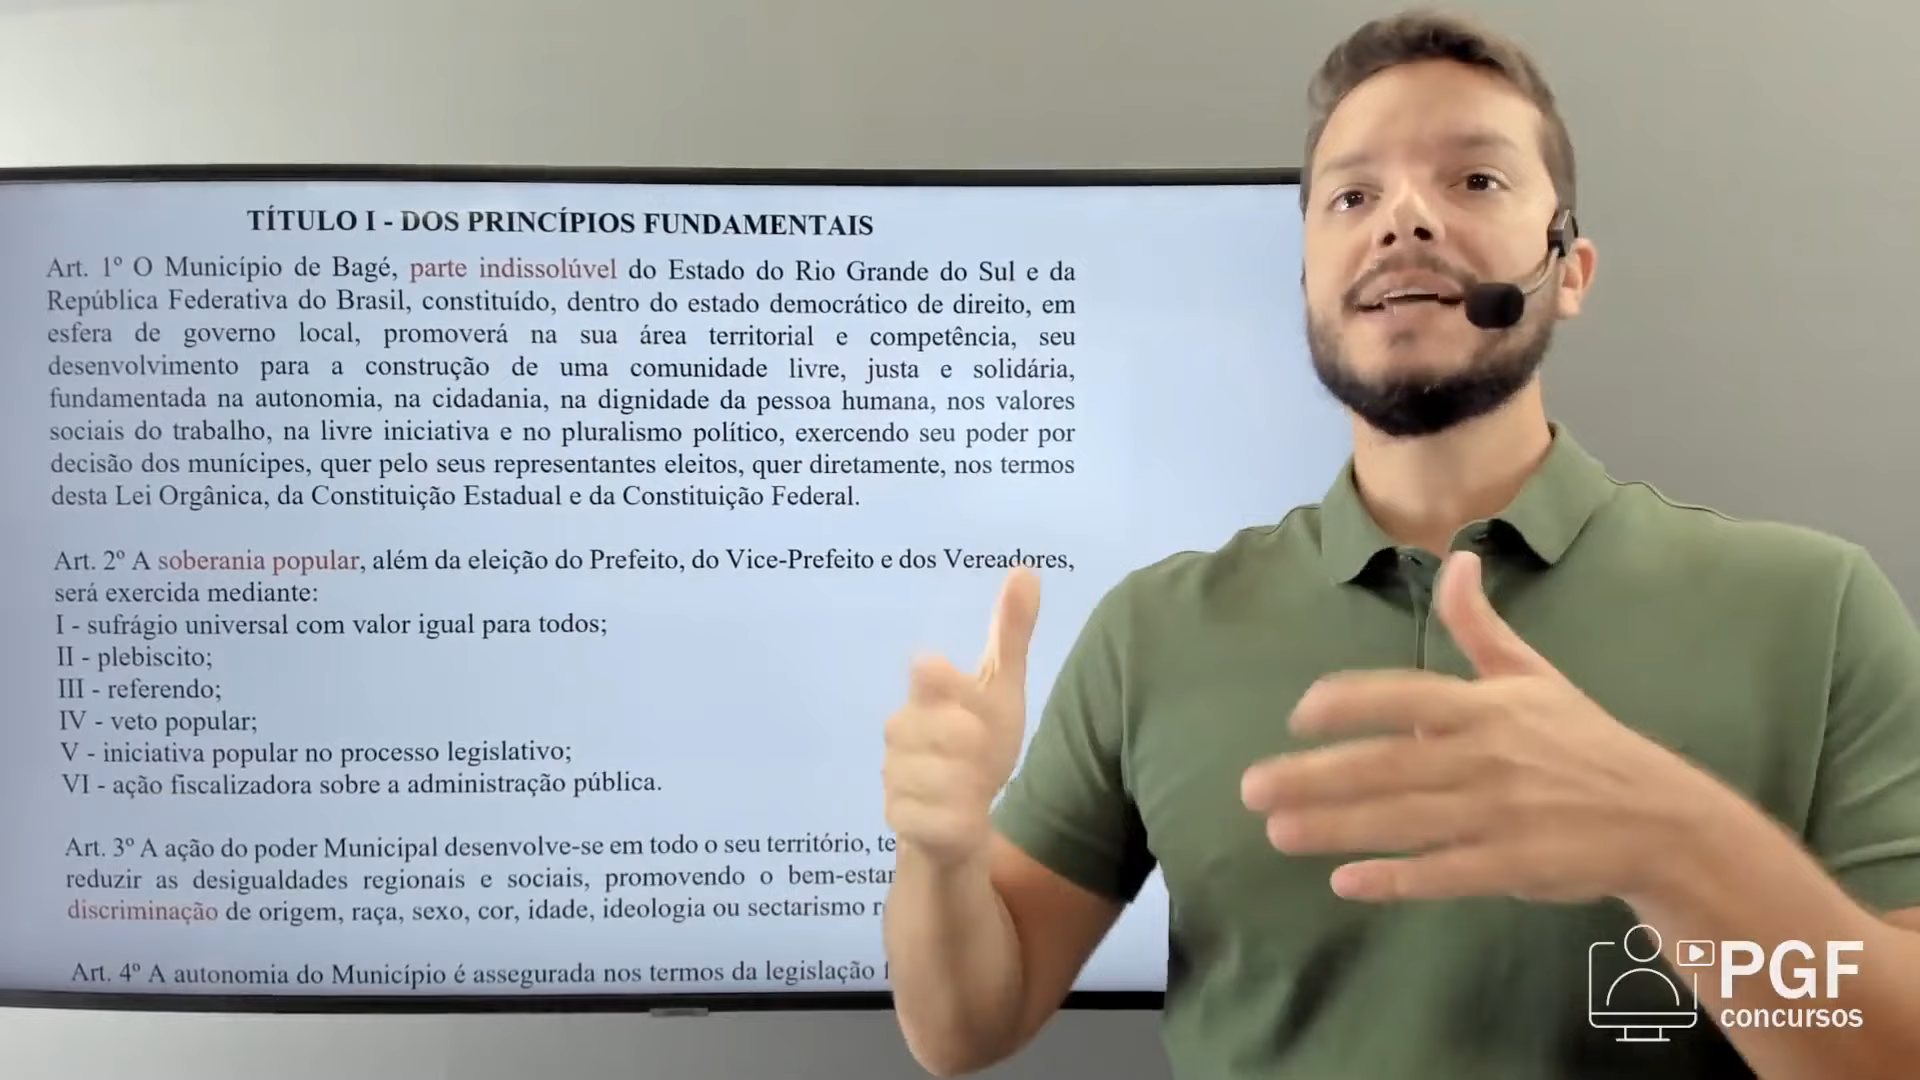 TÍTULO I - DOS PRINCÍPIOS FUNDAMENTAIS
Art. 1º O Município de Bagé, parte indissolúvel do Estado do Rio Grande do Sul e da
República Federativa do Brasil, constituído, dentro do estado democrático de direito, em
esfera de governo local, promoverá na sua área territorial e competência, seu
desenvolvimento para a construção de uma comunidade livre, justa e solidária,
fundamentada na autonomia, na cidadania, na dignidade da pessoa humana, nos valores
sociais do trabalho, na livre iniciativa e no pluralismo político, exercendo seu poder por
decisão dos munícipes, quer pelo seus representantes eleitos, quer diretamente, nos termos
desta Lei Orgânica, da Constituição Estadual e da Constituição Federal.
Art. 2º A soberania popular, além da eleição do Prefeito, do Vice-Prefeito e dos Vereadores,
será exercida mediante:
I - sufrágio universal com valor igual para todos;
II - plebiscito;
III - referendo;
IV - veto popular;
V - iniciativa popular no processo legislativo;
VI - ação fiscalizadora sobre a administração pública.
Art. 3º A ação do poder Municipal desenvolve-se em todo o seu território,
reduzir as desigualdades regionais e sociais, promovendo o bem-estar
discriminação de origem, raça, sexo, cor, idade, ideologia ou sectarismo
Art. 4º A autonomia do Município é assegurada nos termos da legislação
PGF
concursos